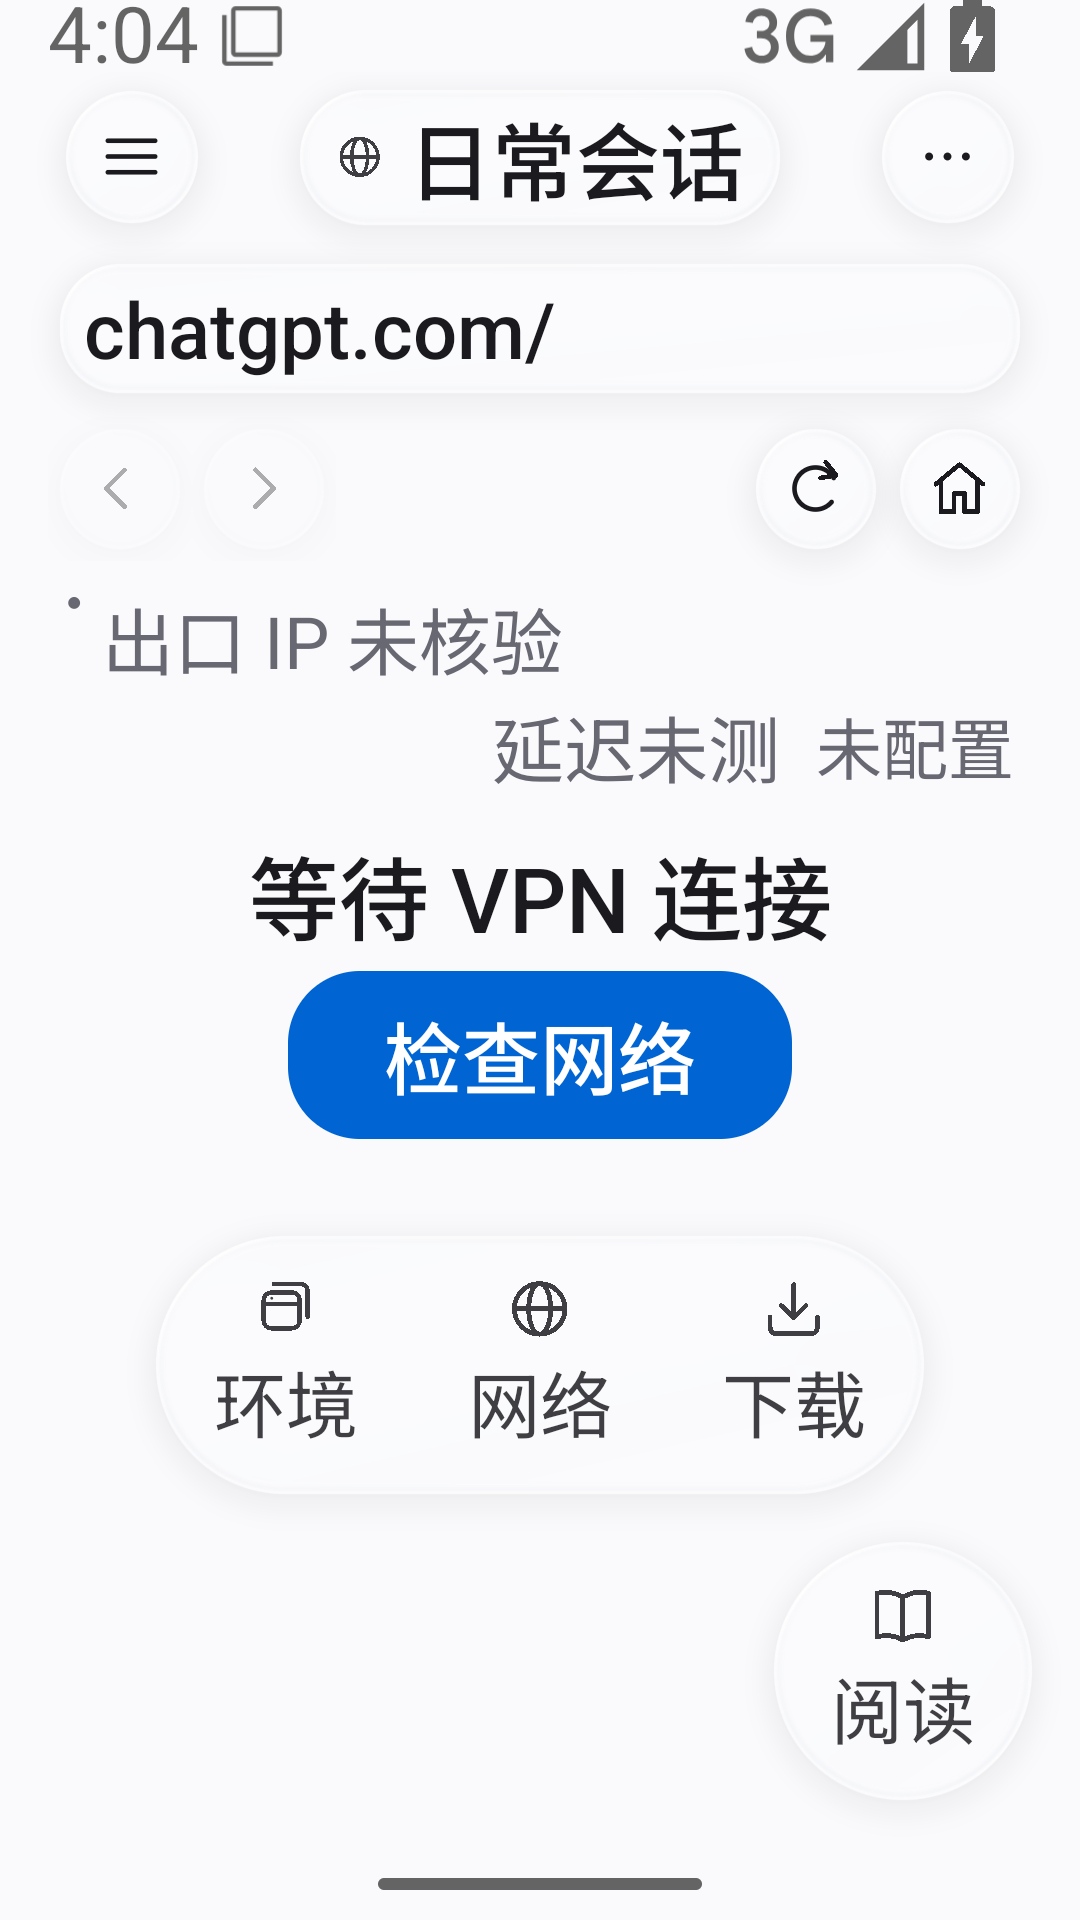 4:04 3G
日常会话
chatgpt.com/
出口 IP 未核验
延迟未测 未配置
等待 VPN 连接
检查网络
环境 网络 下载
阅读